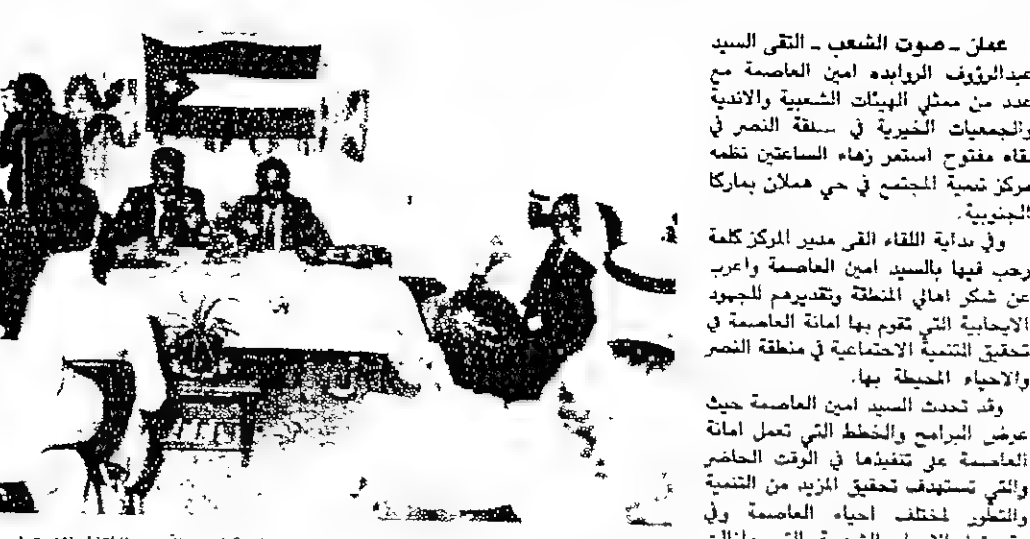 عمان ـ صوت الشعب ـ التقى السيد
عبدالرؤوف الروابده امين العاصمة مع
عدد من ممثلي الهيئات الشعبية والاندية
والجمعيات الخيرية في منطقة النصر في
لقاء مفتوح استمر زهاء الساعتين نظمه
مركز تنمية المجتمع في حي هملان بماركا
الجنوبية.
وفي بداية اللقاء القى مدير المركز كلمة
رحب فيها بالسيد امين العاصمة واعرب
عن شكر اهالي المنطقة وتقديرهم للجهود
الايجابية التي تقوم بها امانة العاصمة في
تحقيق التنمية الاجتماعية في منطقة النصر
والاحياء المحيطة بها.
وقد تحدث السيد امين العاصمة حيث
عرض البرامج والخطط التي تعمل امانة
العاصمة على تنفيذها في الوقت الحاضر
والتي تستهدف تحقيق المزيد من التنمية
والتطور لمختلف احياء العاصمة وفي